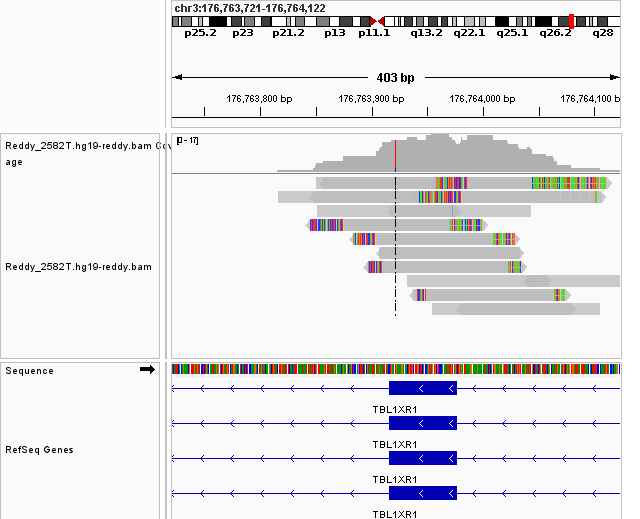 chr3:176,763,721-176,764,122
p25.2 p23 p21.2 p13 p11.1 q13.2 q22.1 q25.1 q26.2 q28
403 bp
176,763,800 bp 176,763,900 bp 176,764,000 bp 176,764,100 bp
Reddy_2582T.hg19-reddy.bam Cov
age
[0 - 17]
Reddy_2582T.hg19-reddy.bam
Sequence
TBL1XR1
TBL1XR1
RefSeq Genes
TBL1XR1
TBL1XR1
TBL1XR1